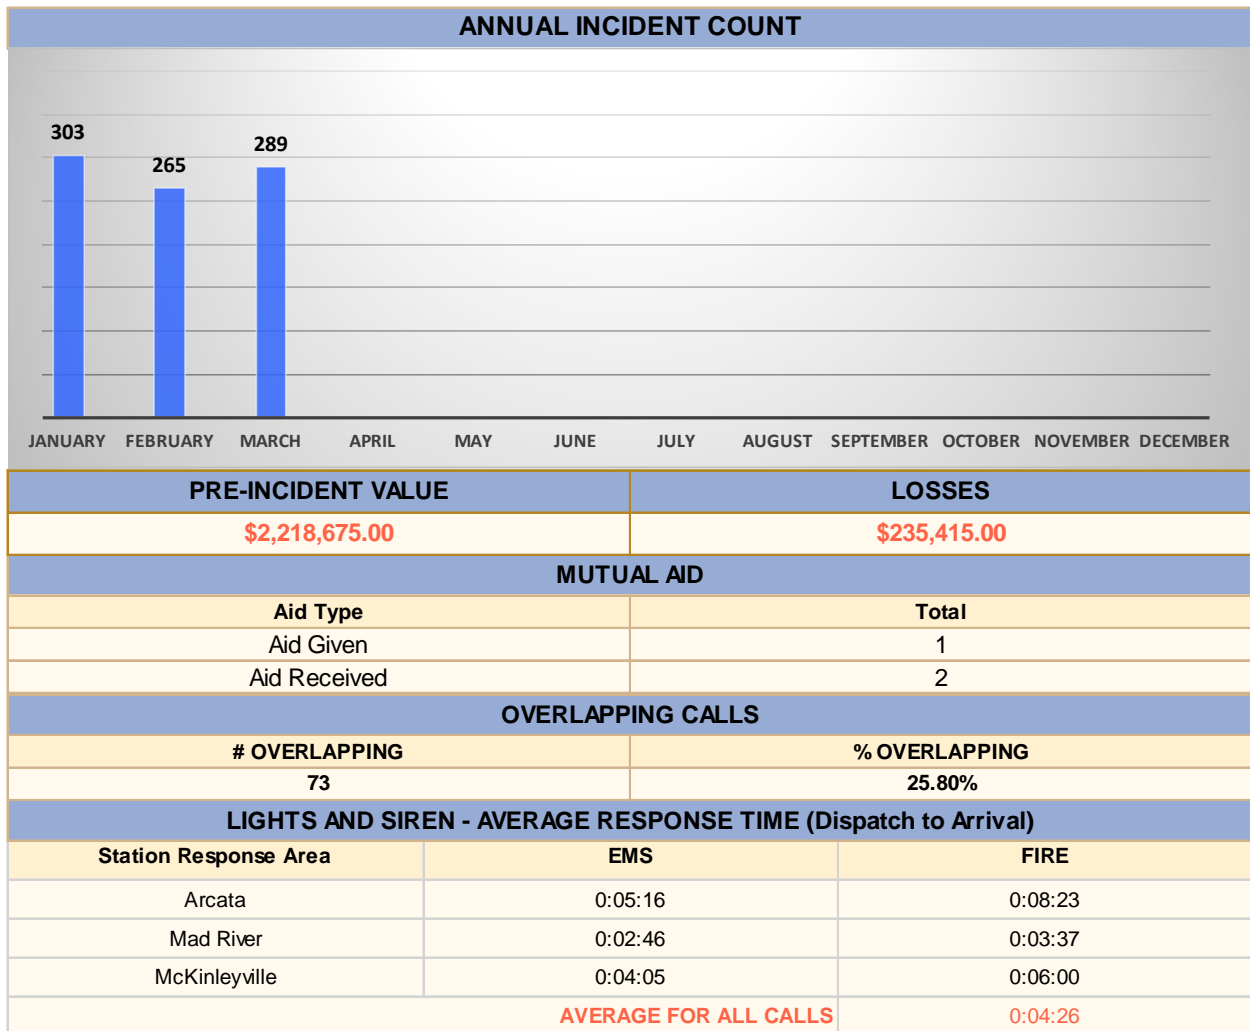 ANNUAL INCIDENT COUNT
303
265
289
JANUARY FEBRUARY MARCH APRIL MAY JUNE JULY AUGUST SEPTEMBER OCTOBER NOVEMBER DECEMBER
PRE-INCIDENT VALUE LOSSES
$2,218,675.00 $235,415.00
MUTUAL AID
Aid Type Total
Aid Given 1
Aid Received 2
OVERLAPPING CALLS
# OVERLAPPING % OVERLAPPING
73 25.80%
LIGHTS AND SIREN - AVERAGE RESPONSE TIME (Dispatch to Arrival)
Station Response Area EMS FIRE
Arcata 0:05:16 0:08:23
Mad River 0:02:46 0:03:37
McKinleyville 0:04:05 0:06:00
AVERAGE FOR ALL CALLS 0:04:26